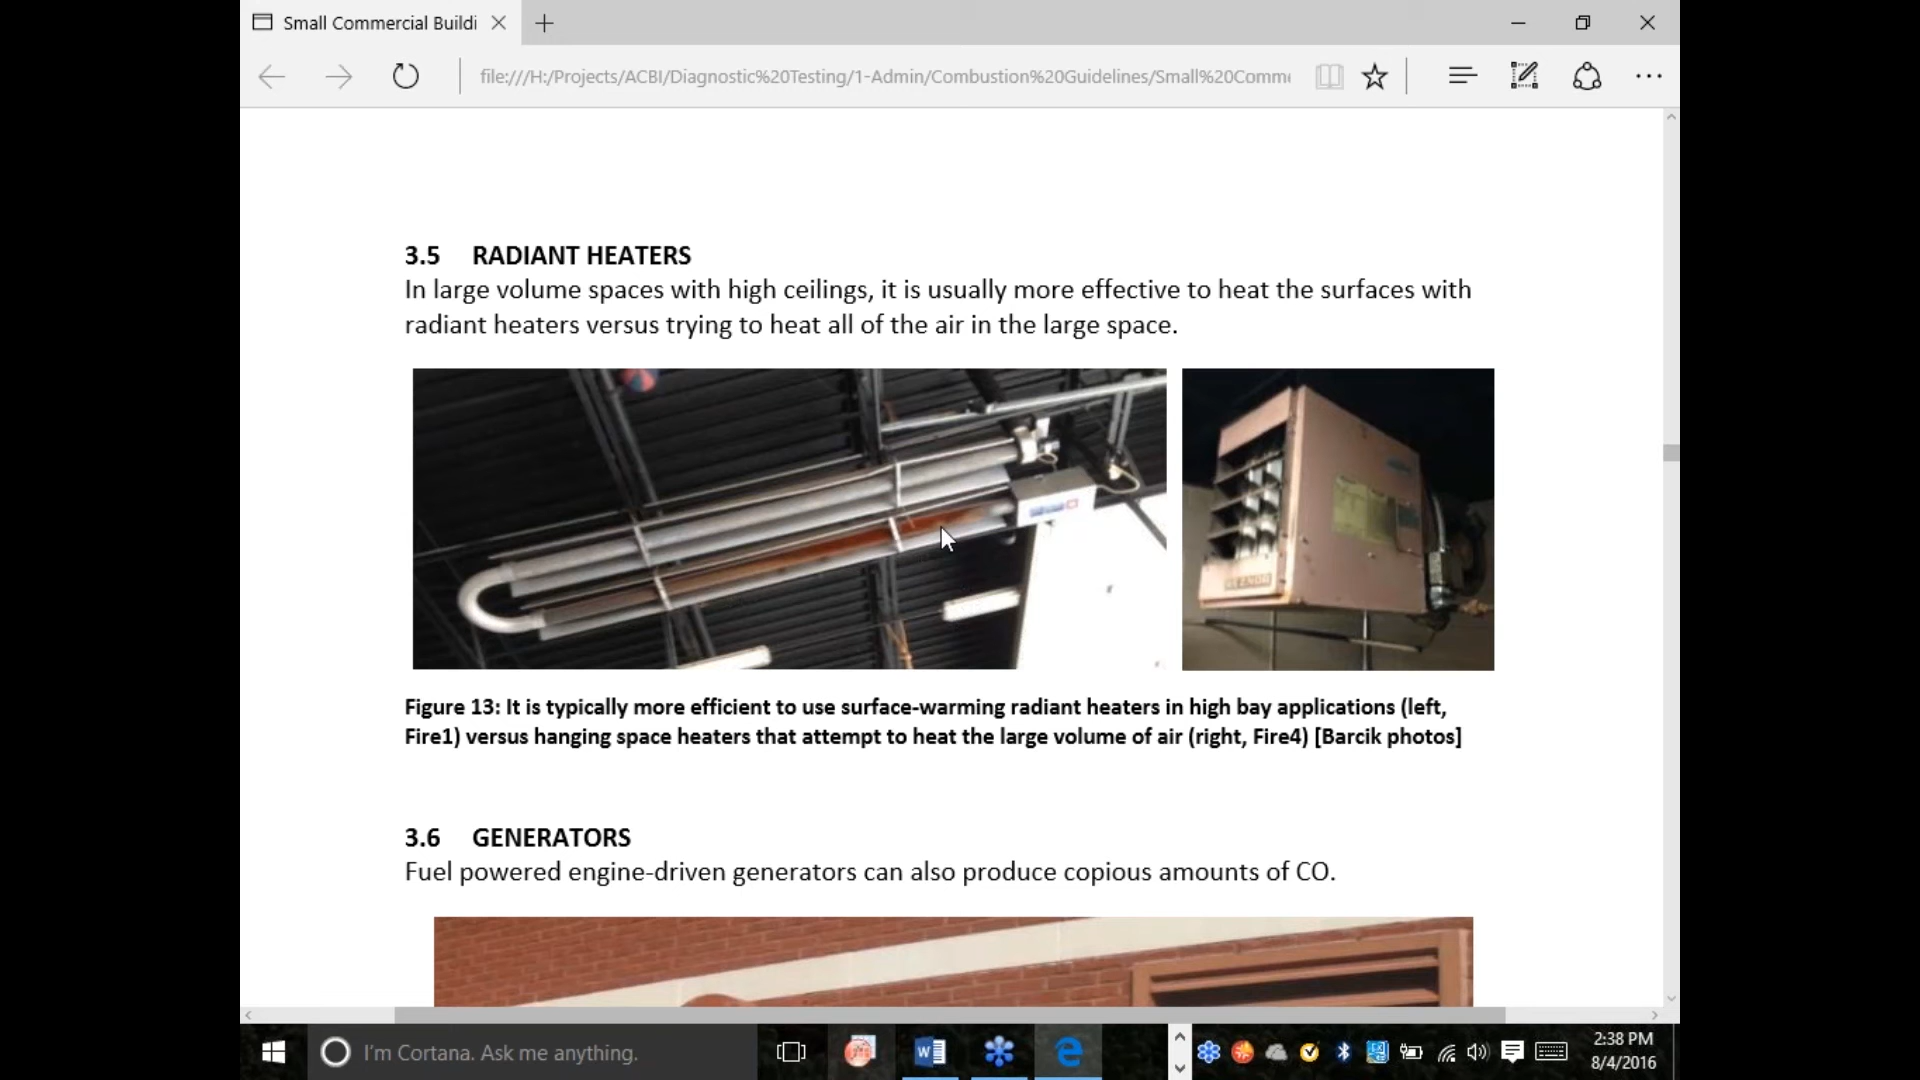 Small Commercial Buildi
file:///H:/Projects/ACBI/Diagnostic%20Testing/1-Admin/Combustion%20Guidelines/Small%20Comm
3.5 RADIANT HEATERS
In large volume spaces with high ceilings, it is usually more effective to heat the surfaces with
radiant heaters versus trying to heat all of the air in the large space.
Figure 13: It is typically more efficient to use surface-warming radiant heaters in high bay applications (left,
Fire1) versus hanging space heaters that attempt to heat the large volume of air (right, Fire4) [Barcik photos]
3.6 GENERATORS
Fuel powered engine-driven generators can also produce copious amounts of CO.
I'm Cortana. Ask me anything.
2:38 PM
8/4/2016